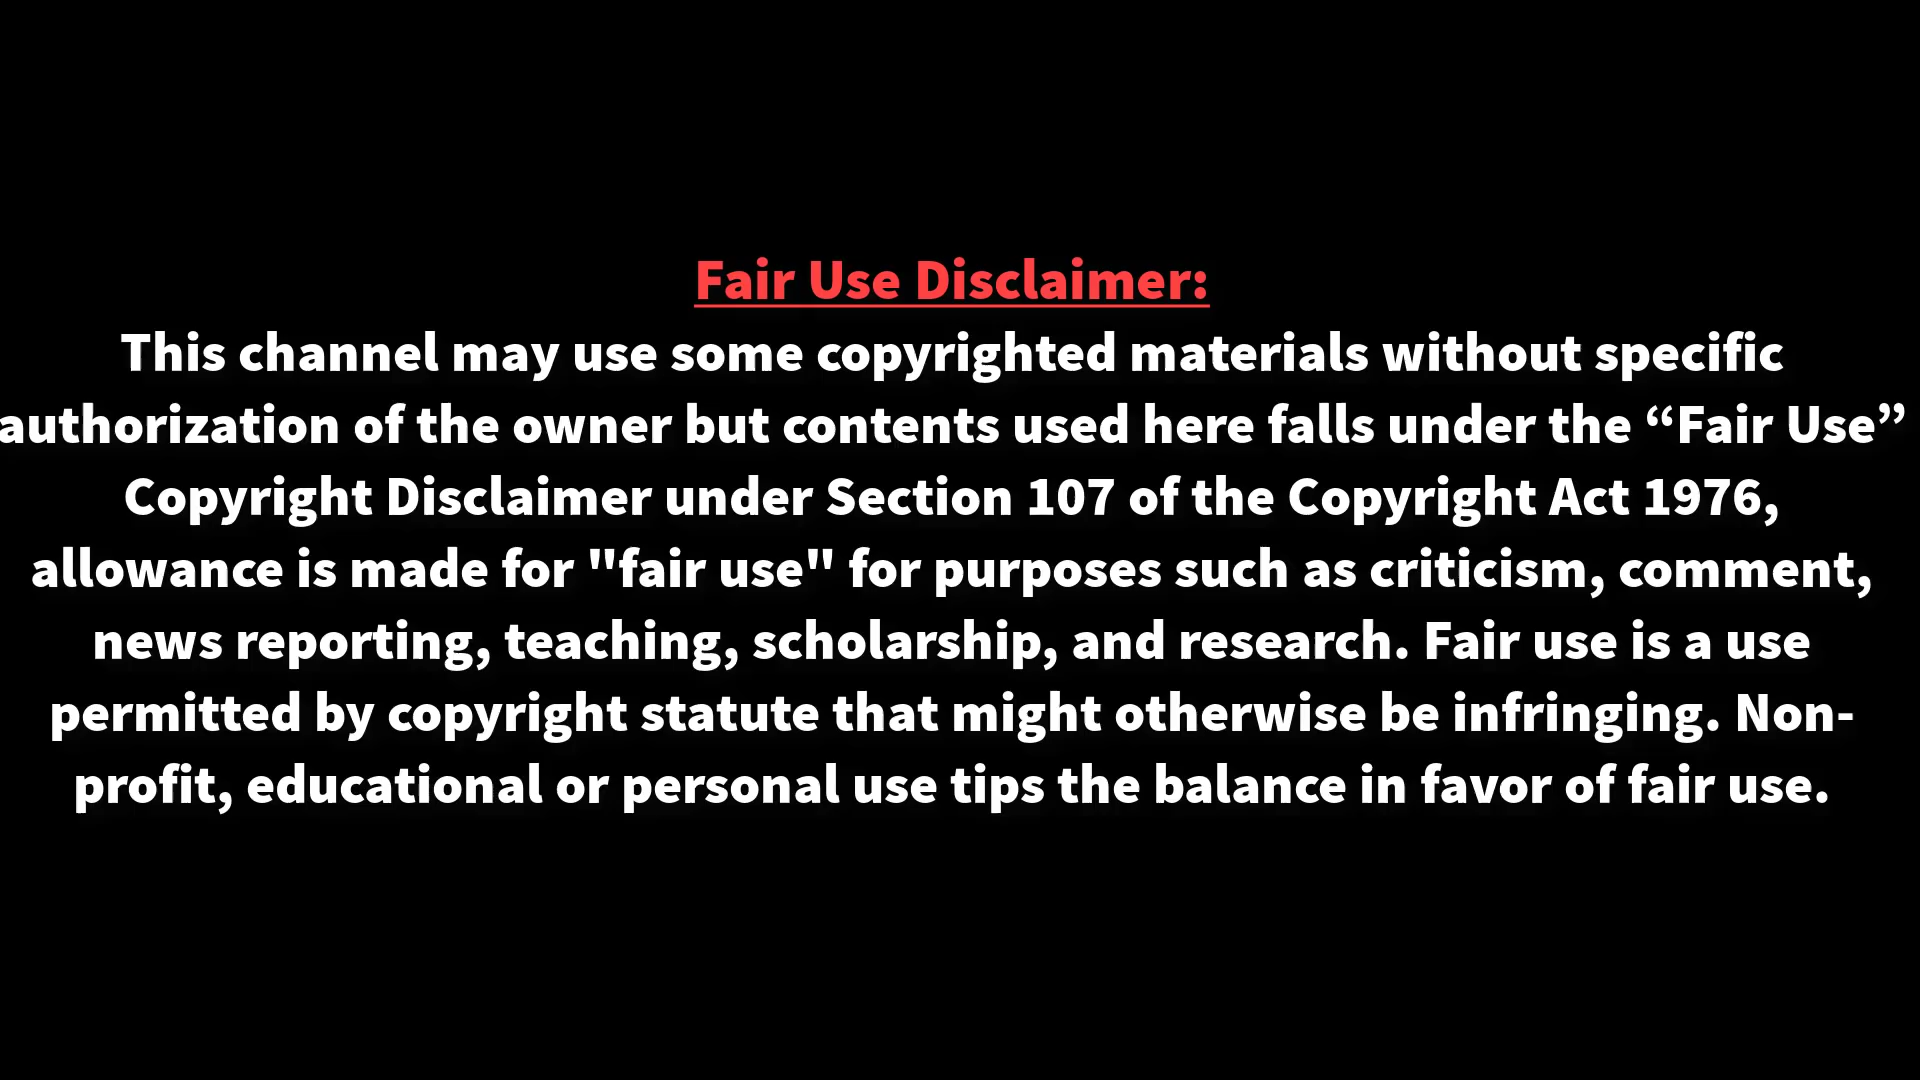 Fair Use Disclaimer:
This channel may use some copyrighted materials without specific
authorization of the owner but contents used here falls under the “Fair Use”
Copyright Disclaimer under Section 107 of the Copyright Act 1976,
allowance is made for "fair use" for purposes such as criticism, comment,
news reporting, teaching, scholarship, and research. Fair use is a use
permitted by copyright statute that might otherwise be infringing. Non-
profit, educational or personal use tips the balance in favor of fair use.